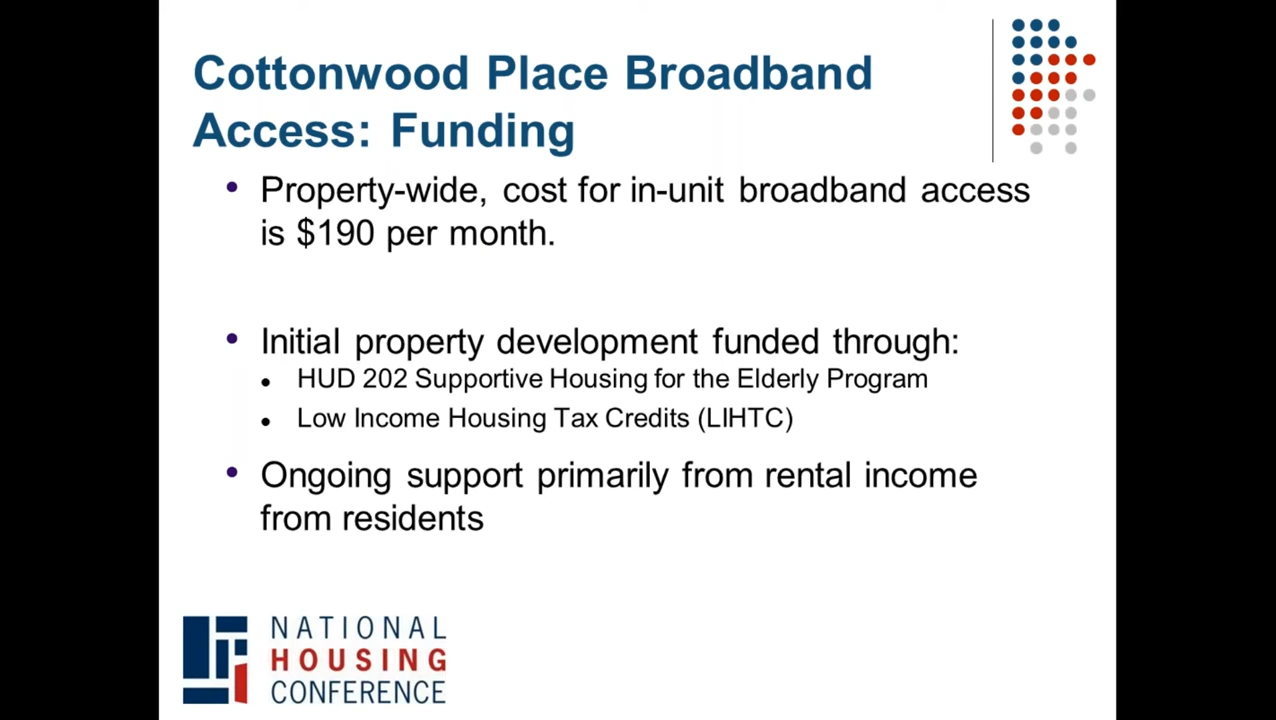 Cottonwood Place Broadband
Access: Funding
• Property-wide, cost for in-unit broadband access
is $190 per month.
• Initial property development funded through:
• HUD 202 Supportive Housing for the Elderly Program
• Low Income Housing Tax Credits (LIHTC)
• Ongoing support primarily from rental income
from residents
NATIONAL
HOUSING
CONFERENCE